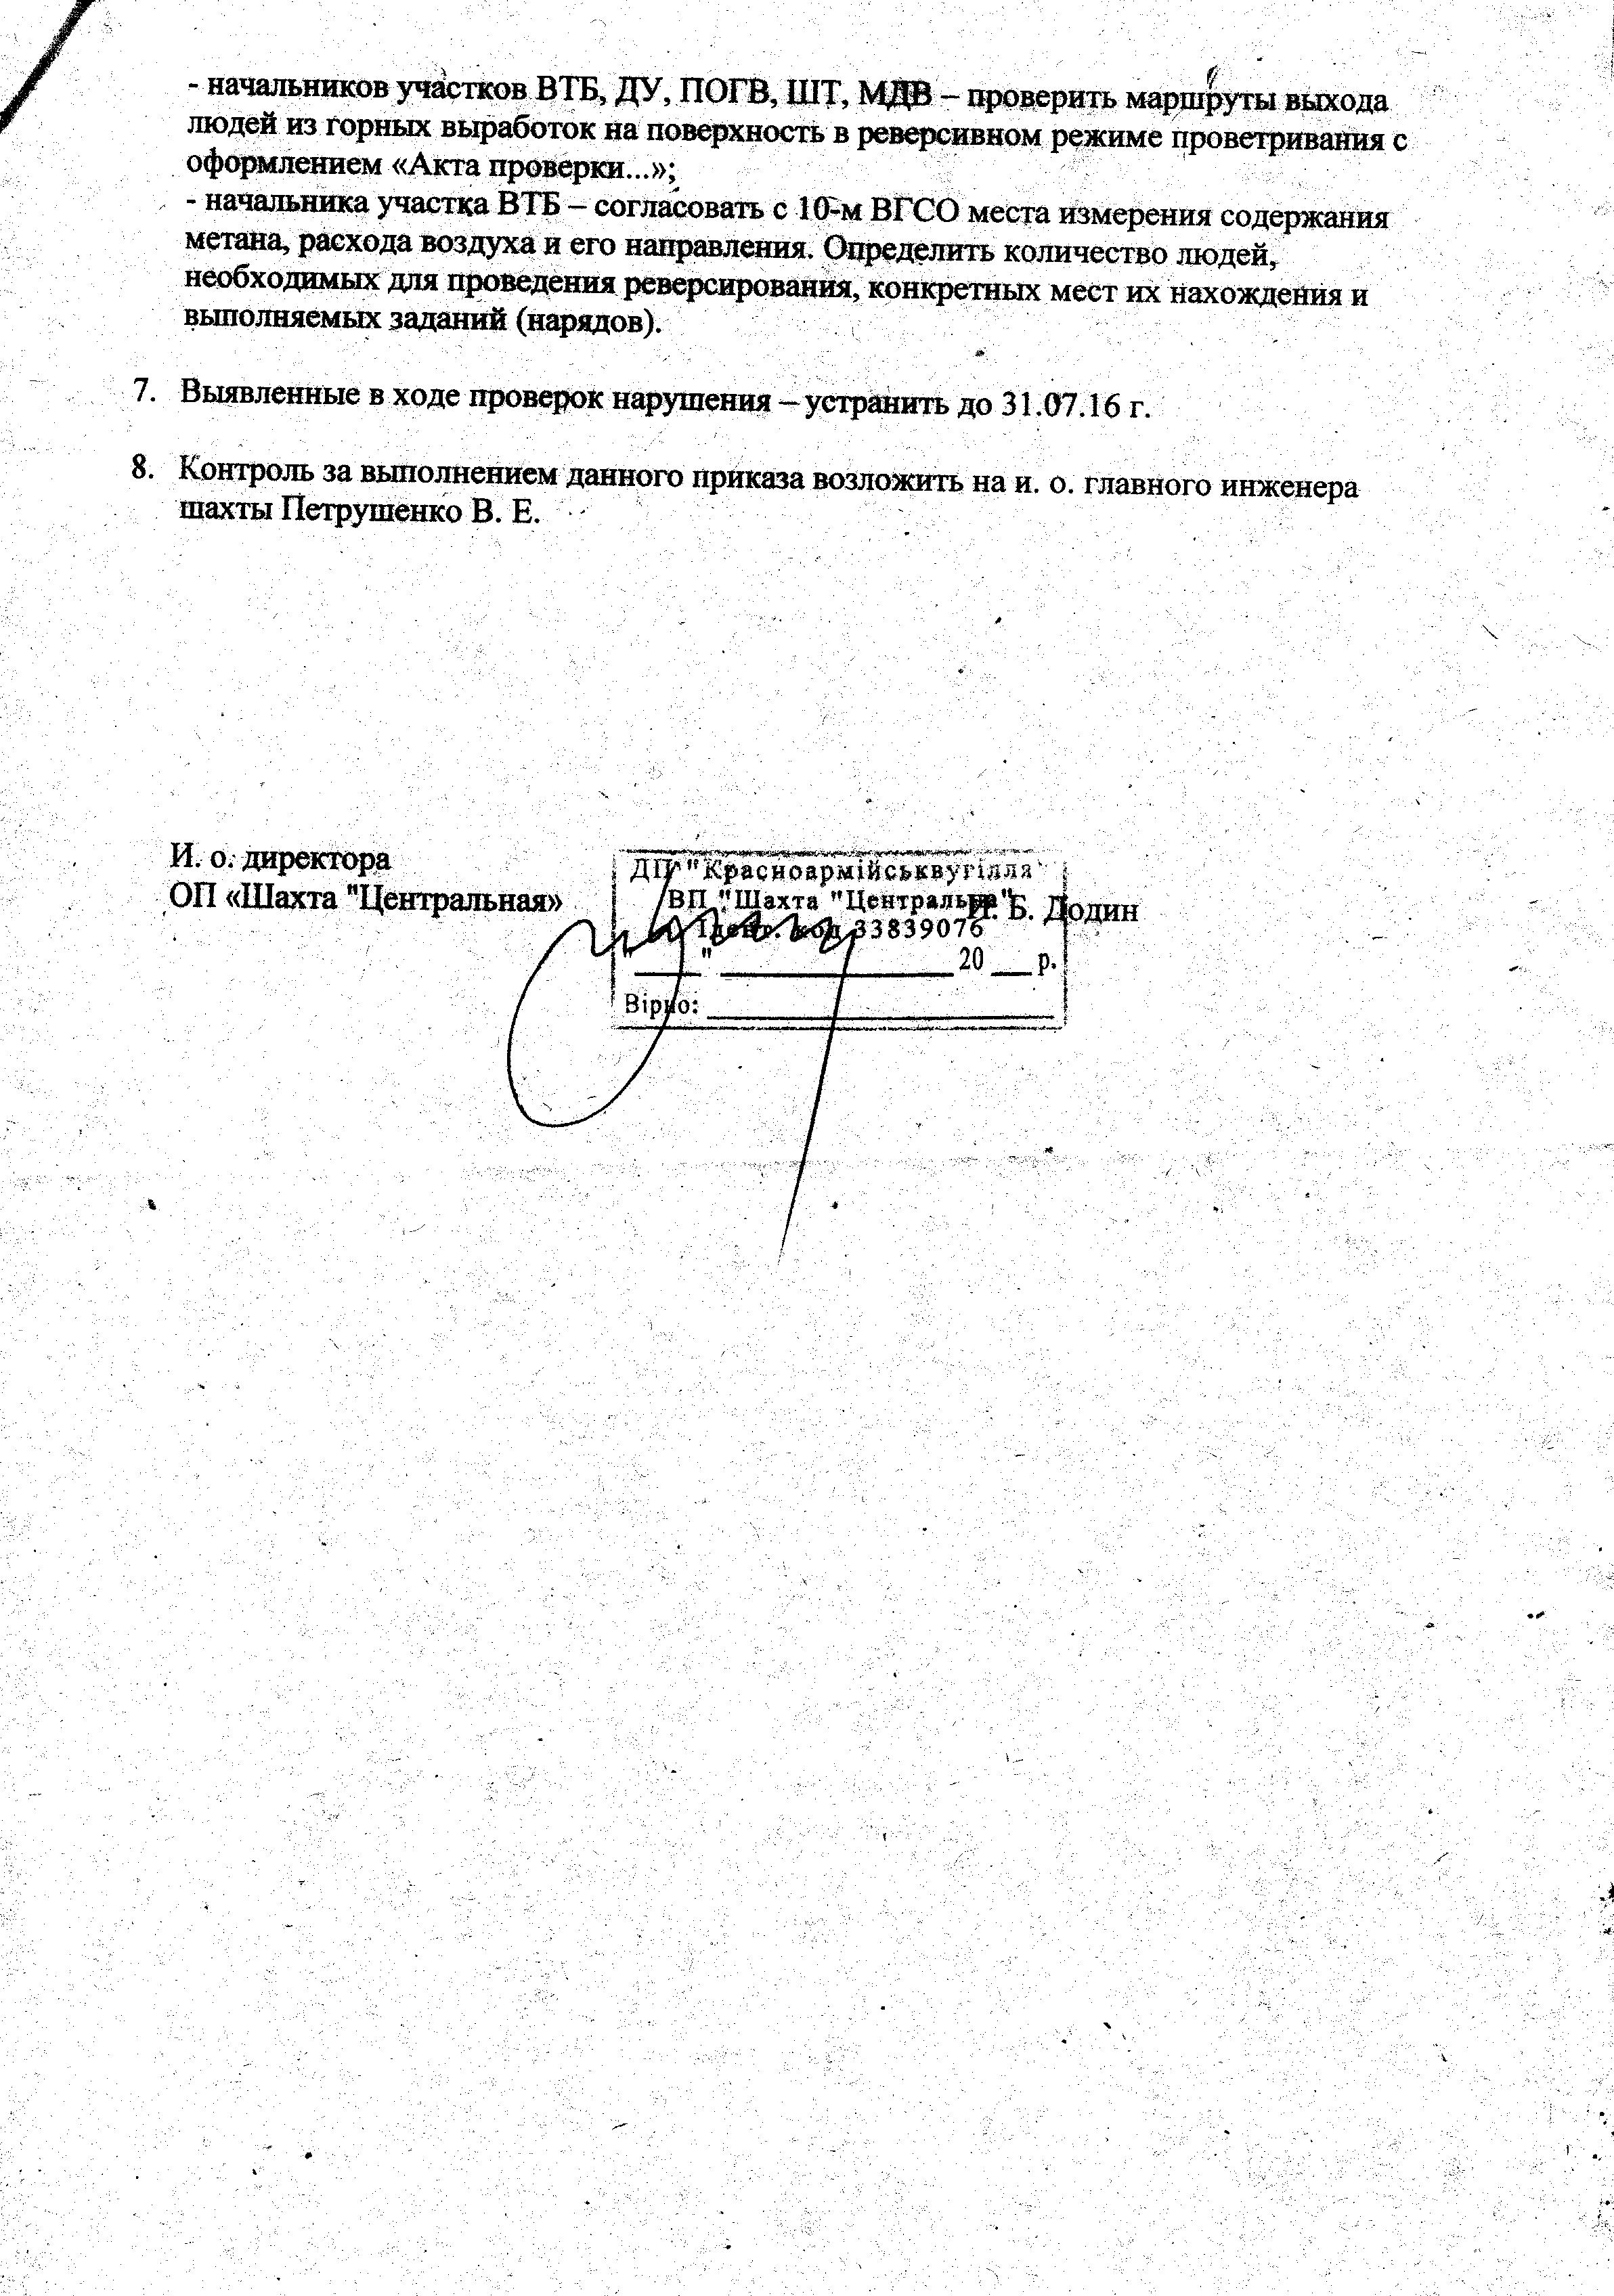 - начальников участков ВТБ, ДУ, ПОГВ, ШТ, МДВ – проверить маршруты выхода
людей из горных выработок на поверхность в реверсивном режиме проветривания с
оформлением «Акта проверки...»;
- начальника участка ВТБ – согласовать с 10-м ВГСО места измерения содержания
метана, расхода воздуха и его направления. Определить количество людей,
необходимых для проведения реверсирования, конкретных мест их нахождения и
выполняемых заданий (нарядов).
7. Выявленные в ходе проверок нарушения – устранить до 31.07.16 г.
8. Контроль за выполнением данного приказа возложить на и. о. главного инженера
шахты Петрушенко В. Е.
И. о. директора
ОП «Шахта "Центральная»
ДП "Красноармійськвугілля"
ВП "Шахта "Центральна"
Ідент. код 33839076
"____" ____________ 20 ___ р.
Вірно: ____________
Б. Додин